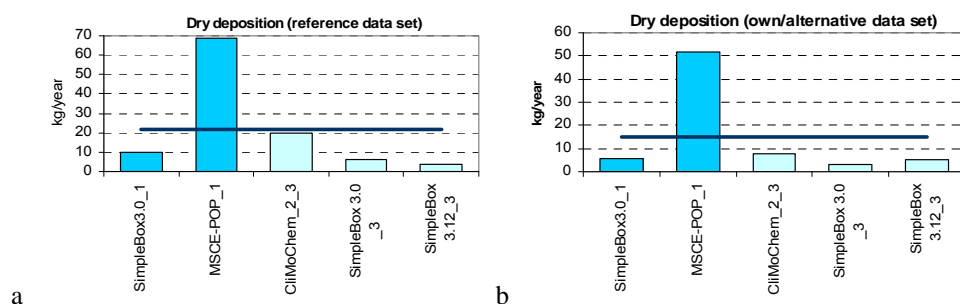 Dry deposition (reference data set)
kg/year
70
60
50
40
30
20
10
0
SimpleBox3.0_1
MSCE-POP_1
CliMoChem_2_3
SimpleBox 3.0
_3
SimpleBox
3.12_3
a
Dry deposition (own/alternative data set)
kg/year
60
50
40
30
20
10
0
SimpleBox3.0_1
MSCE-POP_1
CliMoChem_2_3
SimpleBox 3.0
_3
SimpleBox
3.12_3
b